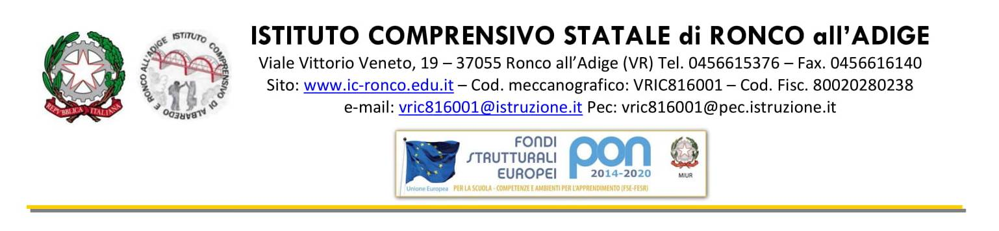 ISTITUTO COMPRENSIVO STATALE di RONCO all'ADIGE
Viale Vittorio Veneto, 19 – 37055 Ronco all'Adige (VR) Tel. 0456615376 – Fax. 0456616140
Sito: www.ic-ronco.edu.it – Cod. meccanografico: VRIC816001 – Cod. Fisc. 80020280238
e-mail: vric816001@istruzione.it Pec: vric816001@pec.istruzione.it
REPVBBLICA ITALIANA
ISTITUTO COMPRENSIVO DI
ALBAREDO E RONCO ALL'ADIGE
FONDI
STRUTTURALI
EUROPEI
pon
2014-2020
MIUR
Unione Europea
PER LA SCUOLA - COMPETENZE E AMBIENTI PER L'APPRENDIMENTO (FSE-FESR)